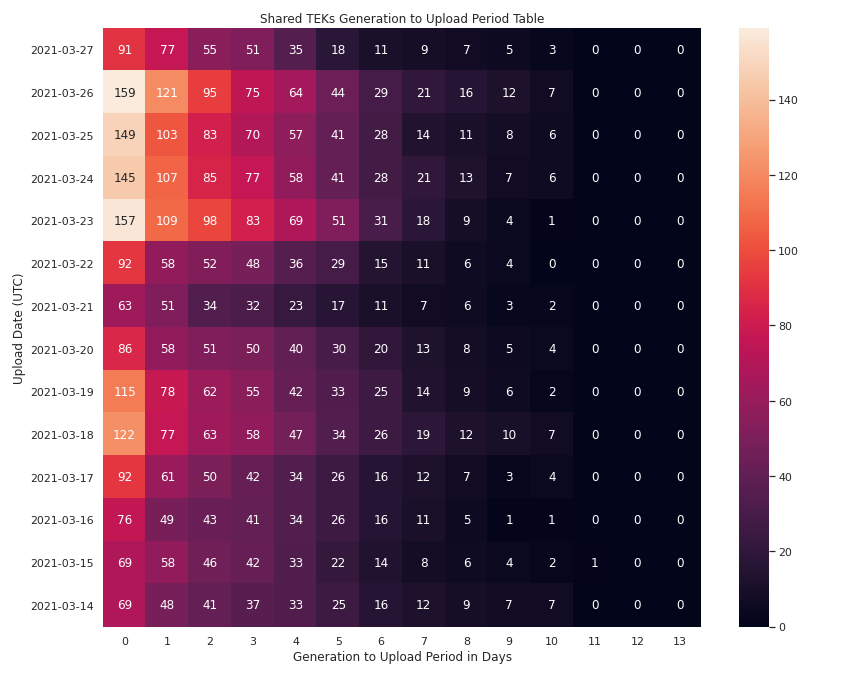 Shared TEKs Generation to Upload Period Table
Upload Date (UTC)
2021-03-27 91 77 55 51 35 18 11 9 7 5 3 0 0 0
2021-03-26 159 121 95 75 64 44 29 21 16 12 7 0 0 0
2021-03-25 149 103 83 70 57 41 28 14 11 8 6 0 0 0
2021-03-24 145 107 85 77 58 41 28 21 13 7 6 0 0 0
2021-03-23 157 109 98 83 69 51 31 18 9 4 1 0 0 0
2021-03-22 92 58 52 48 36 29 15 11 6 4 0 0 0 0
2021-03-21 63 51 34 32 23 17 11 7 6 3 2 0 0 0
2021-03-20 86 58 51 50 40 30 20 13 8 5 4 0 0 0
2021-03-19 115 78 62 55 42 33 25 14 9 6 2 0 0 0
2021-03-18 122 77 63 58 47 34 26 19 12 10 7 0 0 0
2021-03-17 92 61 50 42 34 26 16 12 7 3 4 0 0 0
2021-03-16 76 49 43 41 34 26 16 11 5 1 1 0 0 0
2021-03-15 69 58 46 42 33 22 14 8 6 4 2 1 0 0
2021-03-14 69 48 41 37 33 25 16 12 9 7 7 0 0 0
0 1 2 3 4 5 6 7 8 9 10 11 12 13
Generation to Upload Period in Days
140
120
100
80
60
40
20
0